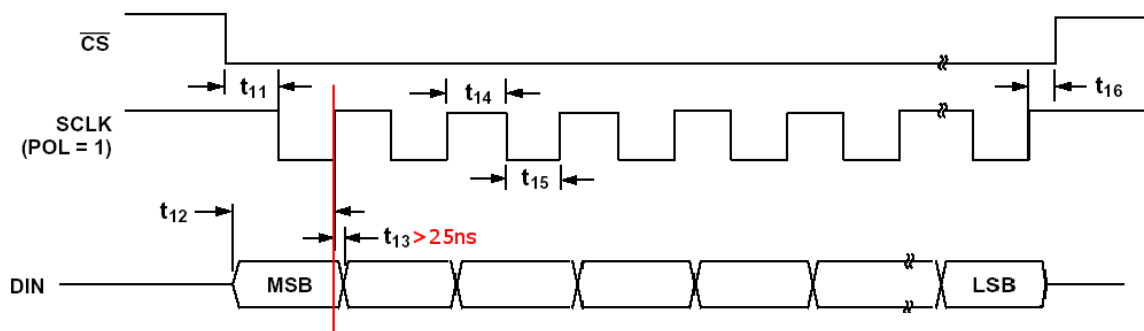 CS
t11
t14
t16
SCLK
(POL = 1)
t15
t12
t13>25ns
DIN
MSB
LSB